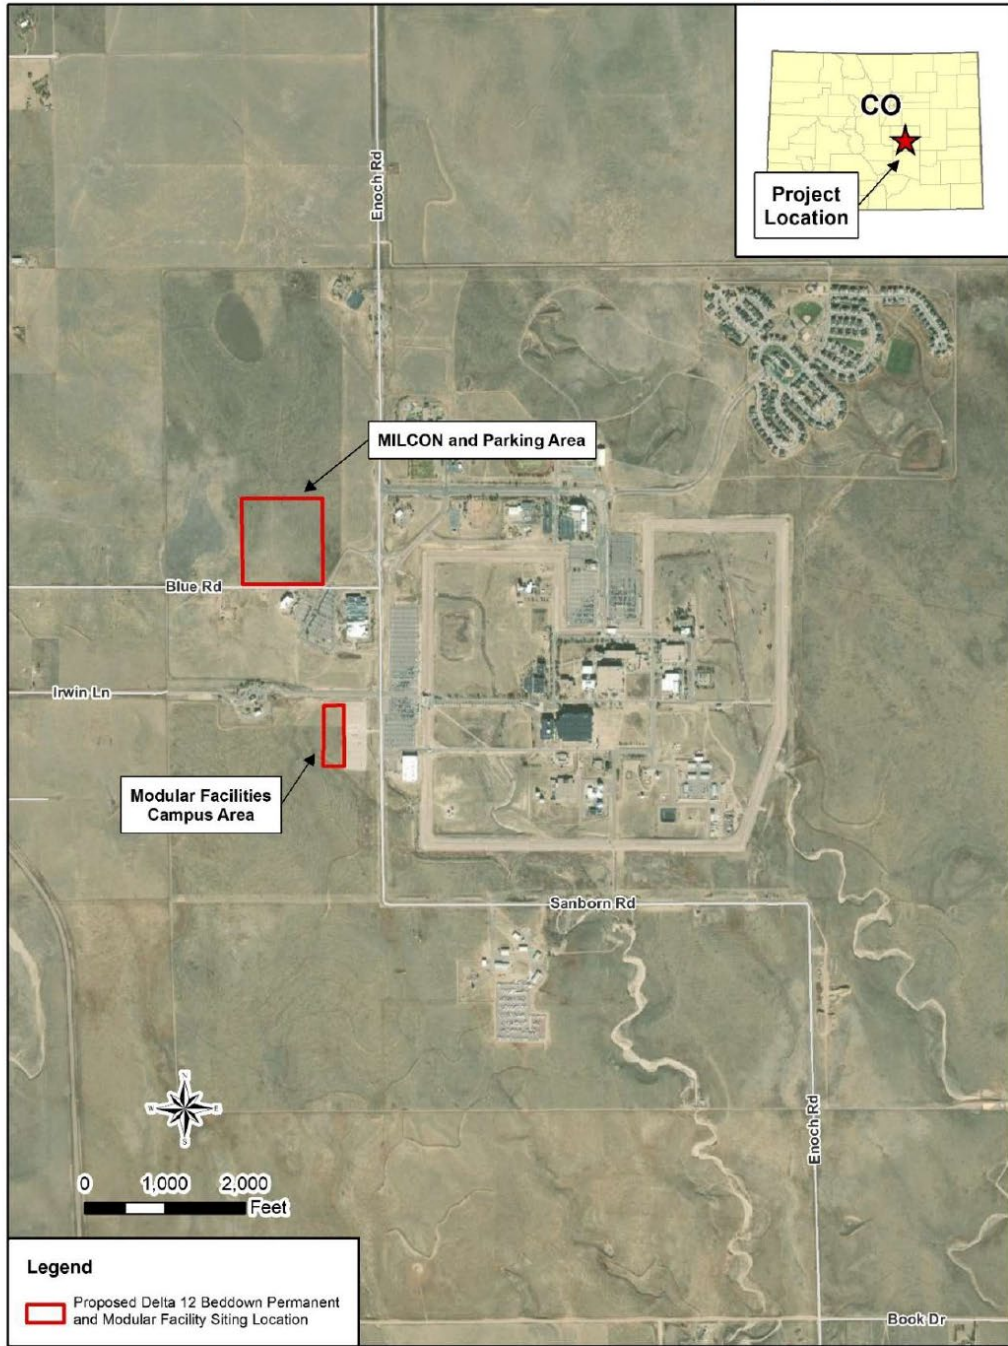 CO
Project
Location
Enoch Rd
MILCON and Parking Area
Blue Rd
Irwin Ln
Modular Facilities
Campus Area
Sanborn Rd
N
W E
S
Enoch Rd
0 1,000 2,000
Feet
Legend
Proposed Delta 12 Beddown Permanent
and Modular Facility Siting Location
Book Dr